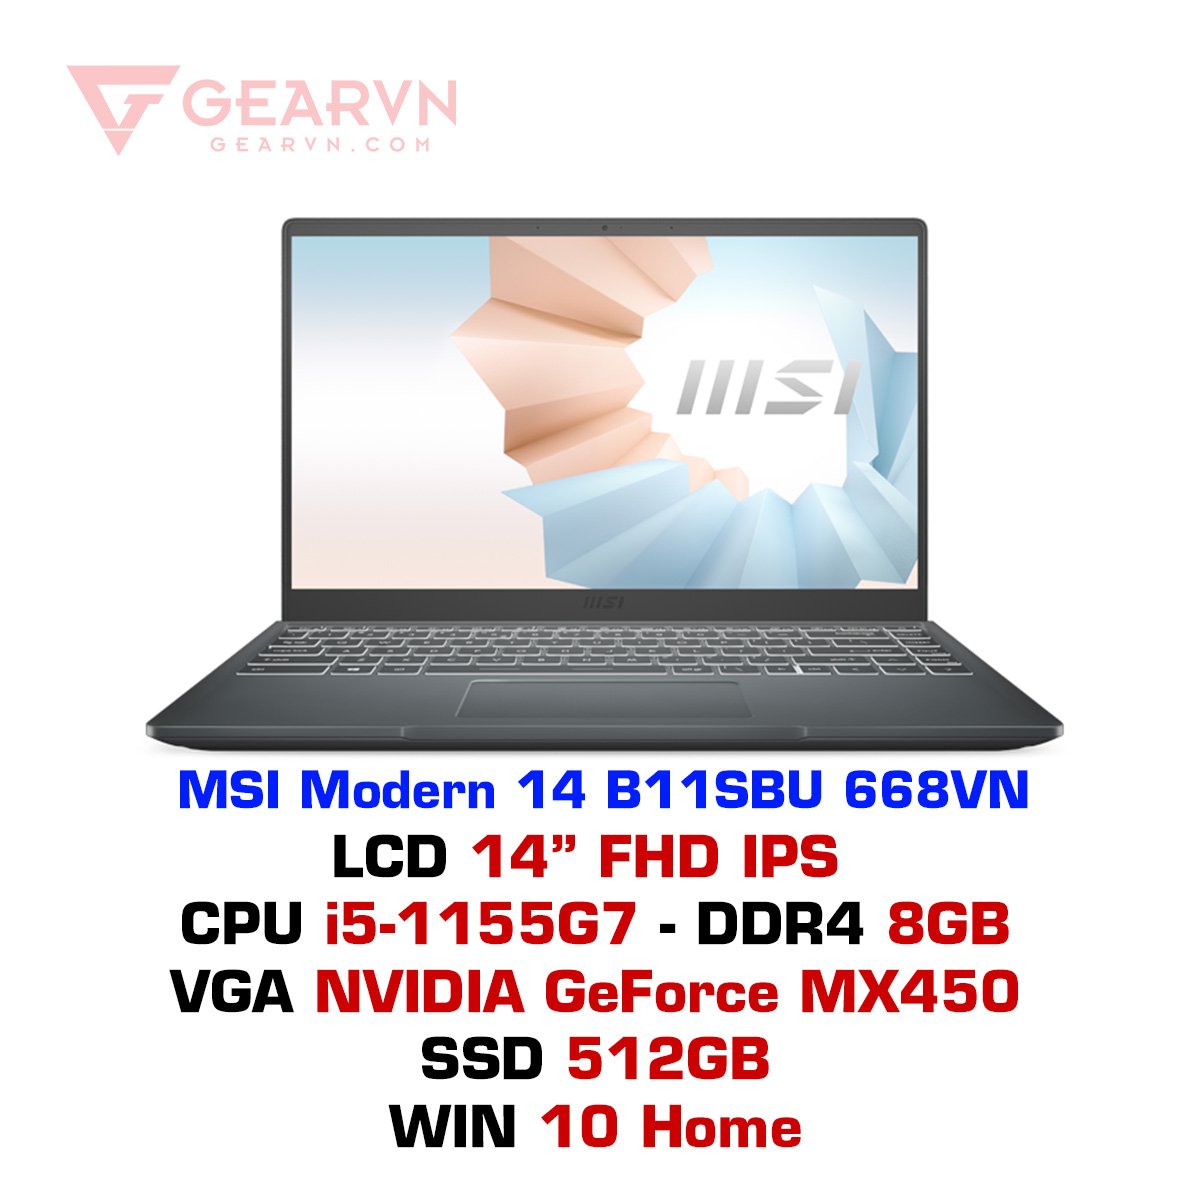 GEARVN
GEARVN.COM
MSI
MSI
MSI Modern 14 B11SBU 668VN
LCD 14” FHD IPS
CPU i5-1155G7 - DDR4 8GB
VGA NVIDIA GeForce MX450
SSD 512GB
WIN 10 Home